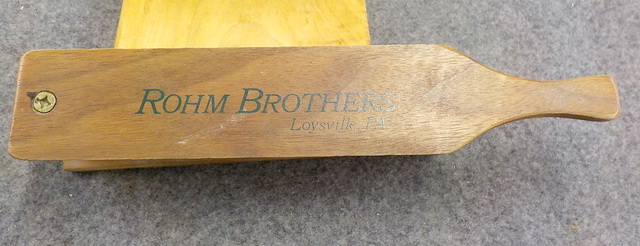 ROHM BROTHERS
Loysville, PA